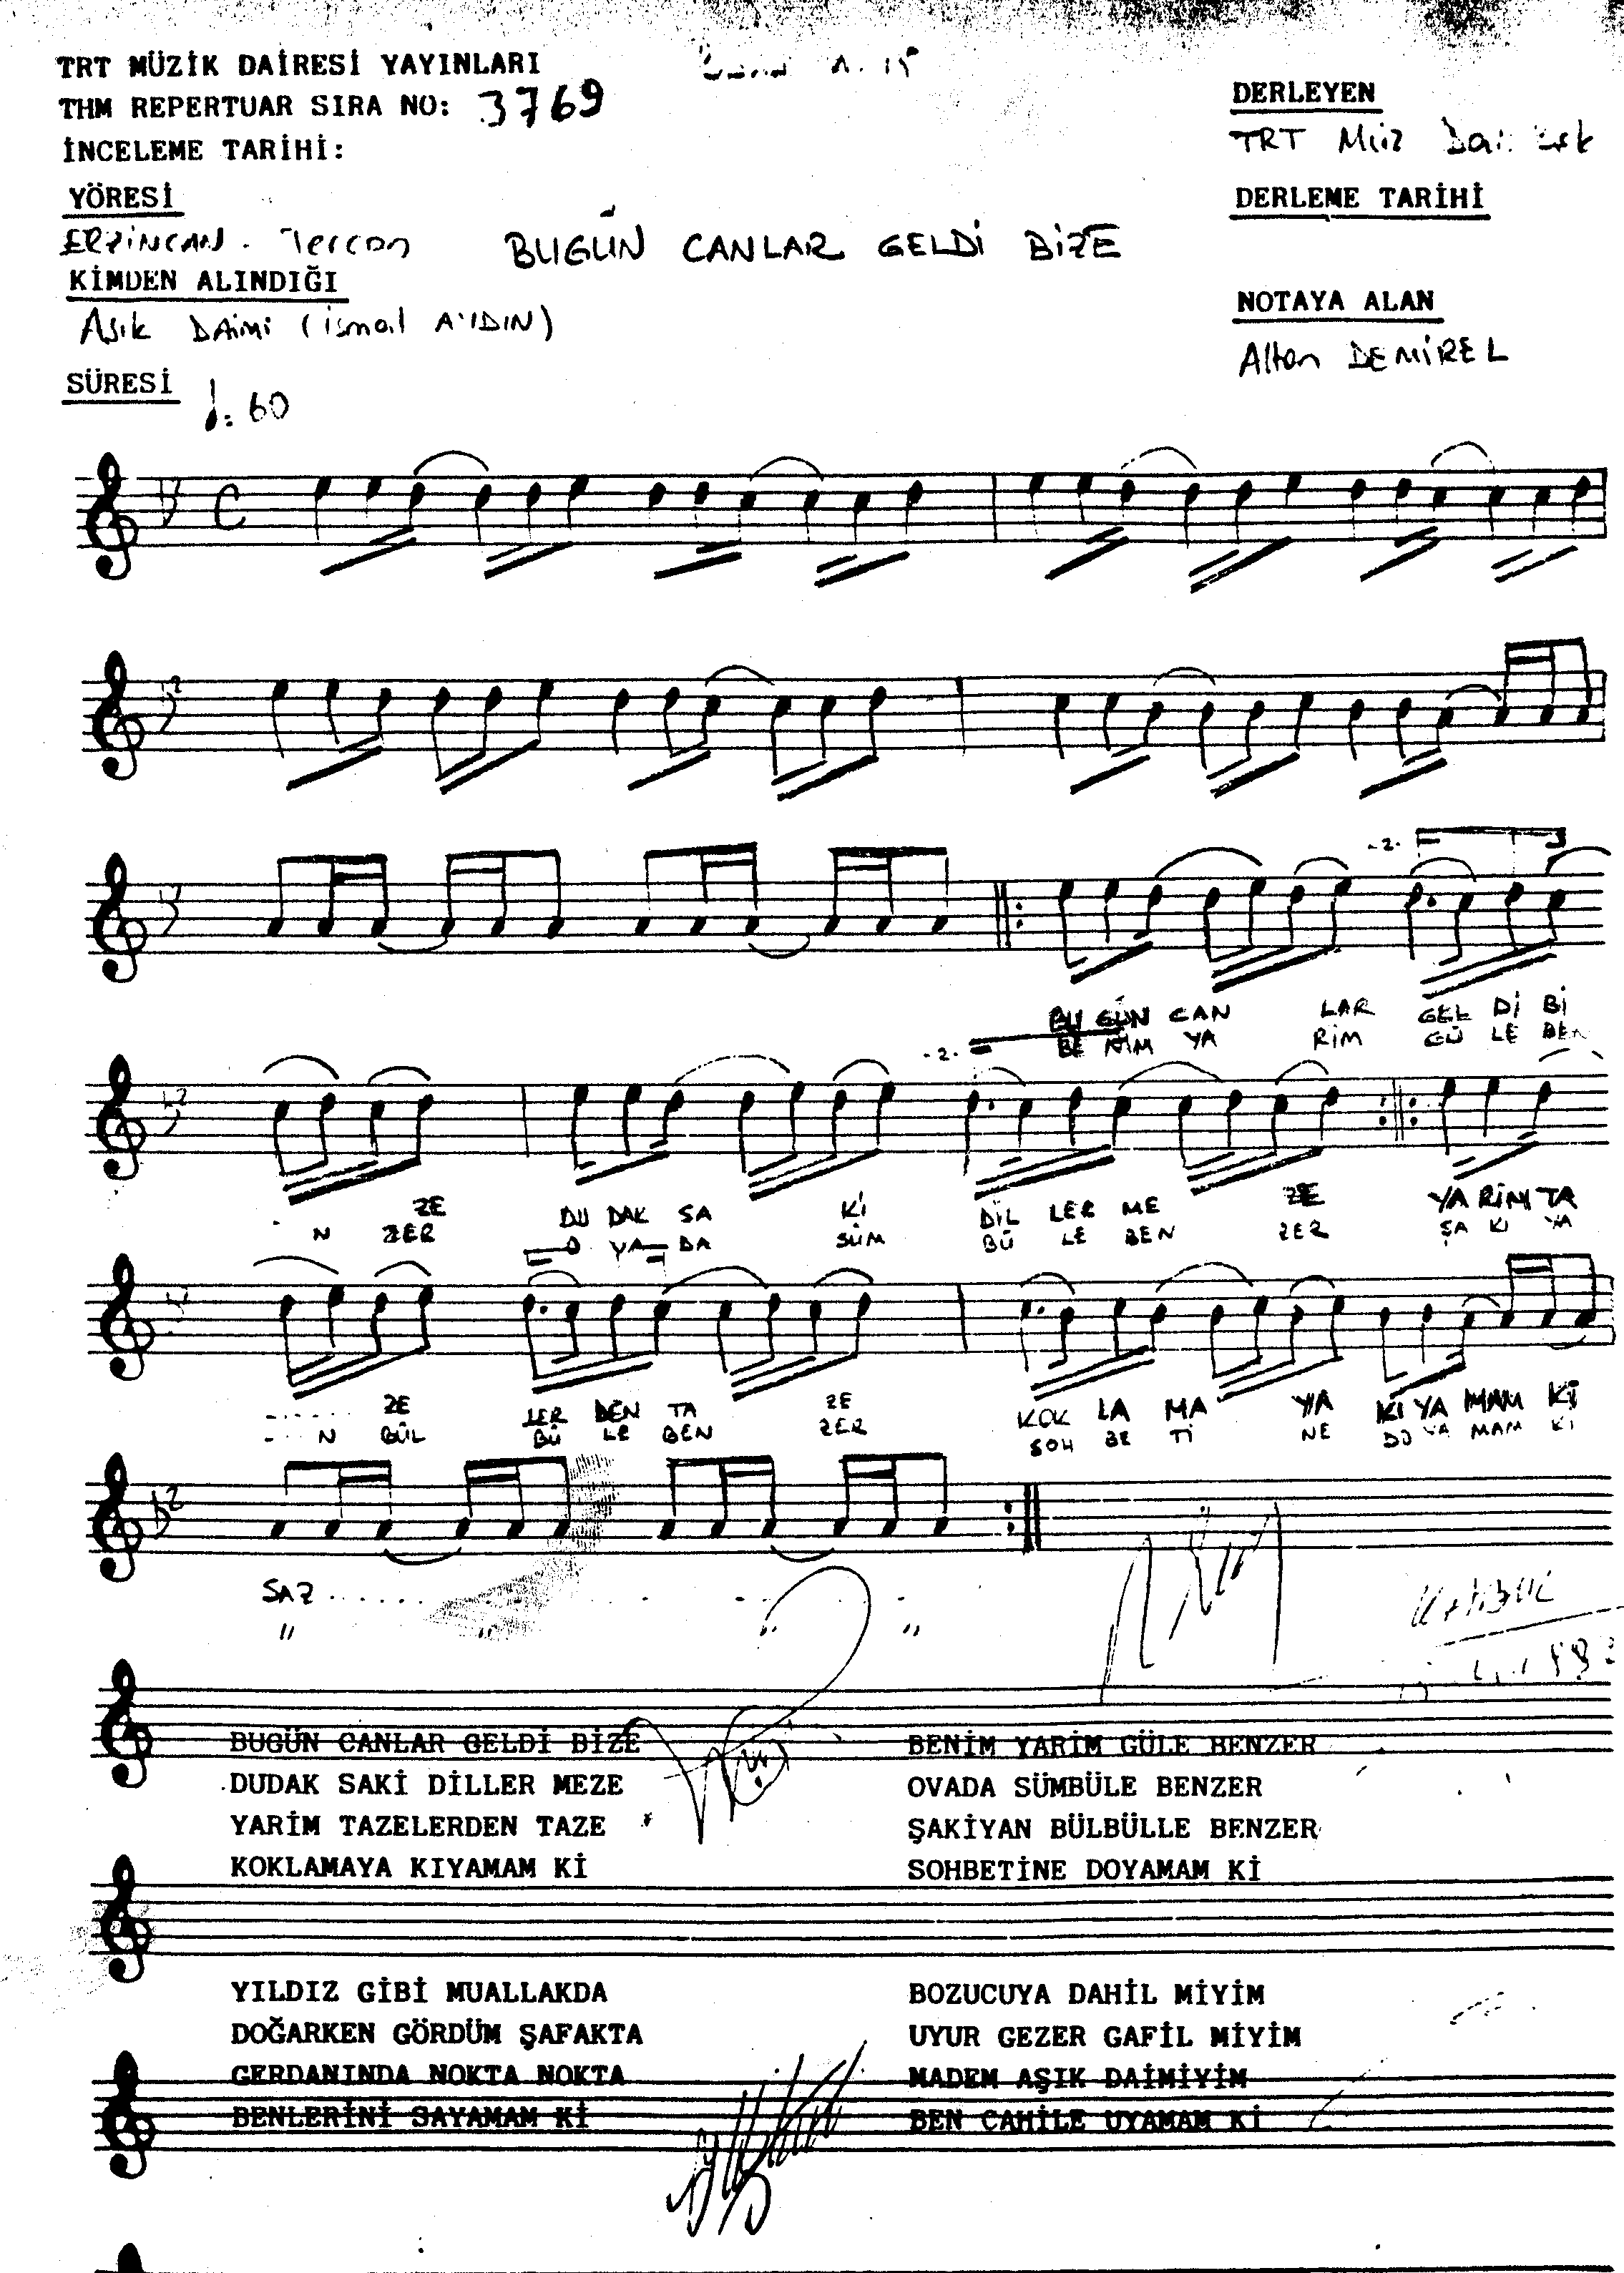 TRT MÜZİK DAİRESİ YAYINLARI
THM REPERTUAR SIRA NO: 3769
İNCELEME TARİHİ:
YÖRESİ
ERZİNCAN - Tercan
KİMDEN ALINDIĞI
Aşık DAİMİ (İsmail AYDIN)
SÜRESİ
♩: 60
BUGÜN CANLAR GELDİ BİZE
DERLEYEN
TRT Müz Dai.
DERLEME TARİHİ
NOTAYA ALAN
Altan DEMİREL
BU GÜN CAN LAR GEL Dİ Bİ
BE NİM YA RİM GÜ LE BEN
ZE DU DAK SA Kİ DİL LER ME ZE YA RİM TA
N ZER O VA DA SÜM BÜ LE BEN ZER ŞA KI YA
ZE LER DEN TA ZE KOK LA MA YA KI YA MAM Kİ
N BÜL BÜ LE BEN ZER SOH BE Tİ NE DO YA MAM Kİ
SAZ . . . . . .
" " " "
BUGÜN CANLAR GELDİ BİZE
DUDAK SAKİ DİLLER MEZE
YARİM TAZELERDEN TAZE
KOKLAMAYA KIYAMAM Kİ
BENİM YARİM GÜLE BENZER
OVADA SÜMBÜLE BENZER
ŞAKİYAN BÜLBÜLLE BENZER
SOHBETİNE DOYAMAM Kİ
YILDIZ GİBİ MUALLAKDA
DOĞARKEN GÖRDÜM ŞAFAKTA
GERDANINDA NOKTA NOKTA
BENLERİNİ SAYAMAM Kİ
BOZUCUYA DAHİL MİYİM
UYUR GEZER GAFİL MİYİM
MADEM AŞIK DAİMİYİM
BEN CAHİLE UYAMAM Kİ